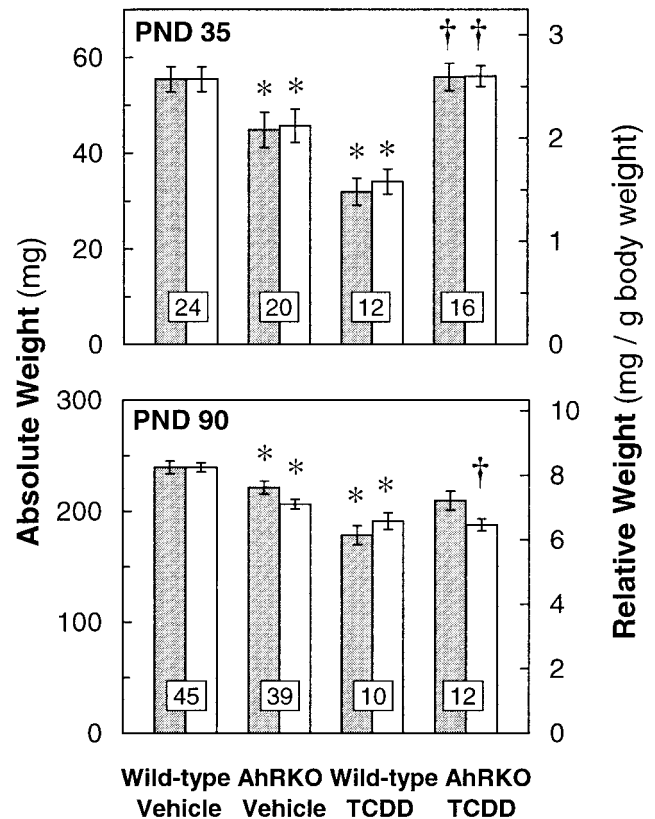 PND 35
Absolute Weight (mg)
Relative Weight (mg / g body weight)
60
40
20
0
3
2
1
0
* * * * † †
24 20 12 16
PND 90
300
200
100
0
10
8
6
4
2
0
* * * * †
45 39 10 12
Wild-type AhRKO Wild-type AhRKO
Vehicle Vehicle TCDD TCDD